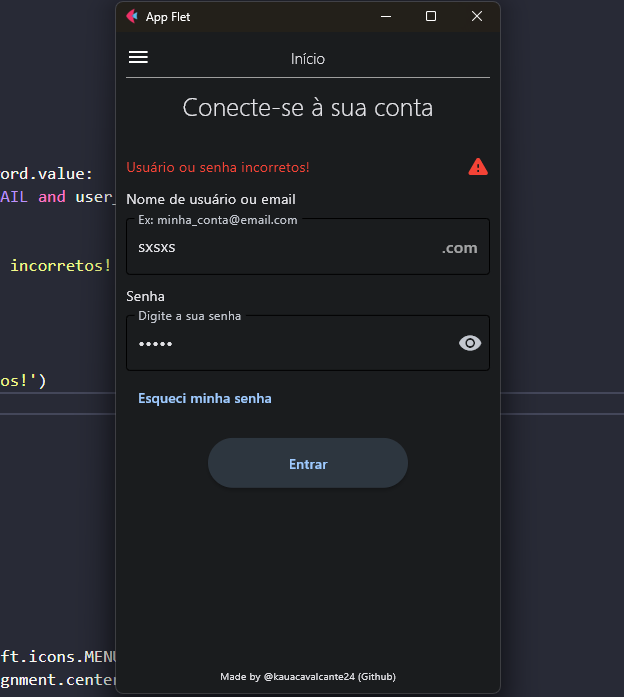 App Flet
Início
Conecte-se à sua conta
ord.value:
AIL and user_
Usuário ou senha incorretos!
Nome de usuário ou email
Ex: minha_conta@email.com
sxsxs
.com
incorretos!
Senha
Digite a sua senha
•••••
os!')
Esqueci minha senha
Entrar
ft.icons.MENU
gnment.center
Made by @kauacavalcante24 (Github)